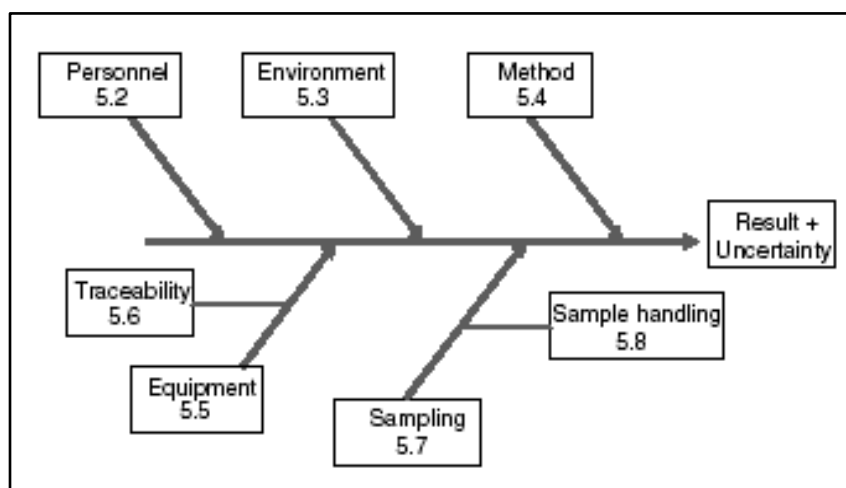 Personnel
5.2
Environment
5.3
Method
5.4
Result +
Uncertainty
Traceability
5.6
Sample handling
5.8
Equipment
5.5
Sampling
5.7